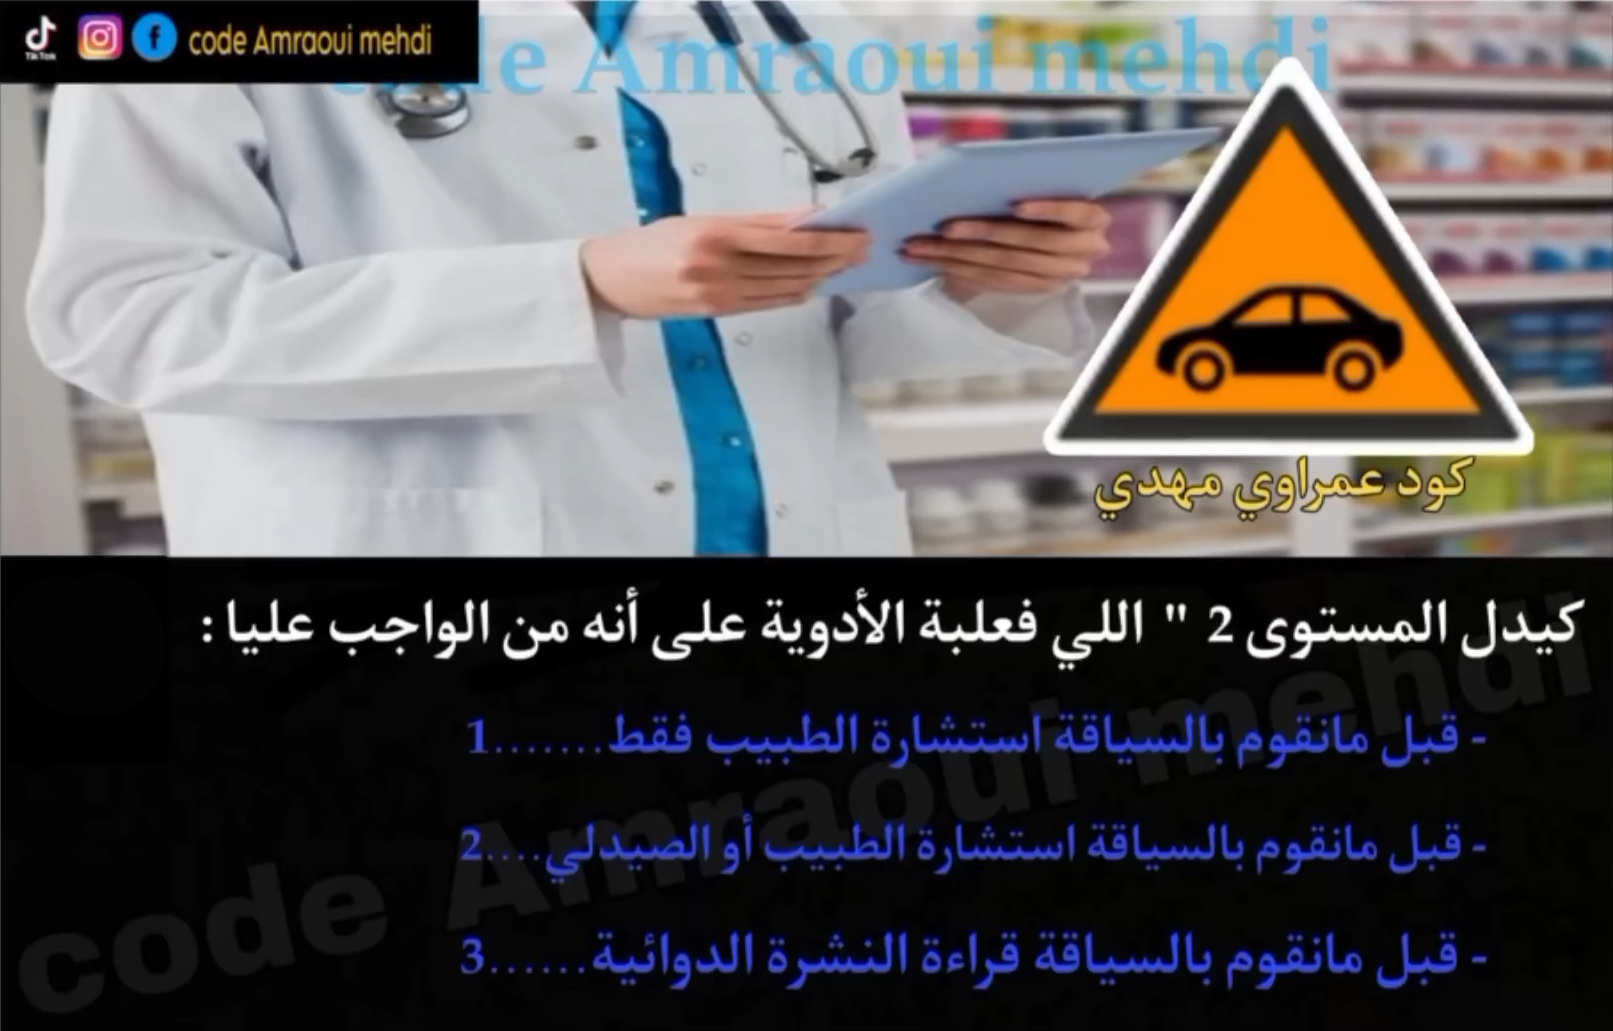 code Amraoui mehdi
TikTok
code Amraoui mehdi
كود عمراوي مهدي
كيدل المستوى 2 " اللي فعلبة الأدوية على أنه من الواجب عليا :
- قبل مانقوم بالسياقة استشارة الطبيب فقط.......1
- قبل مانقوم بالسياقة استشارة الطبيب أو الصيدلي....2
- قبل مانقوم بالسياقة قراءة النشرة الدوائية......3
code Amraoui mehdi